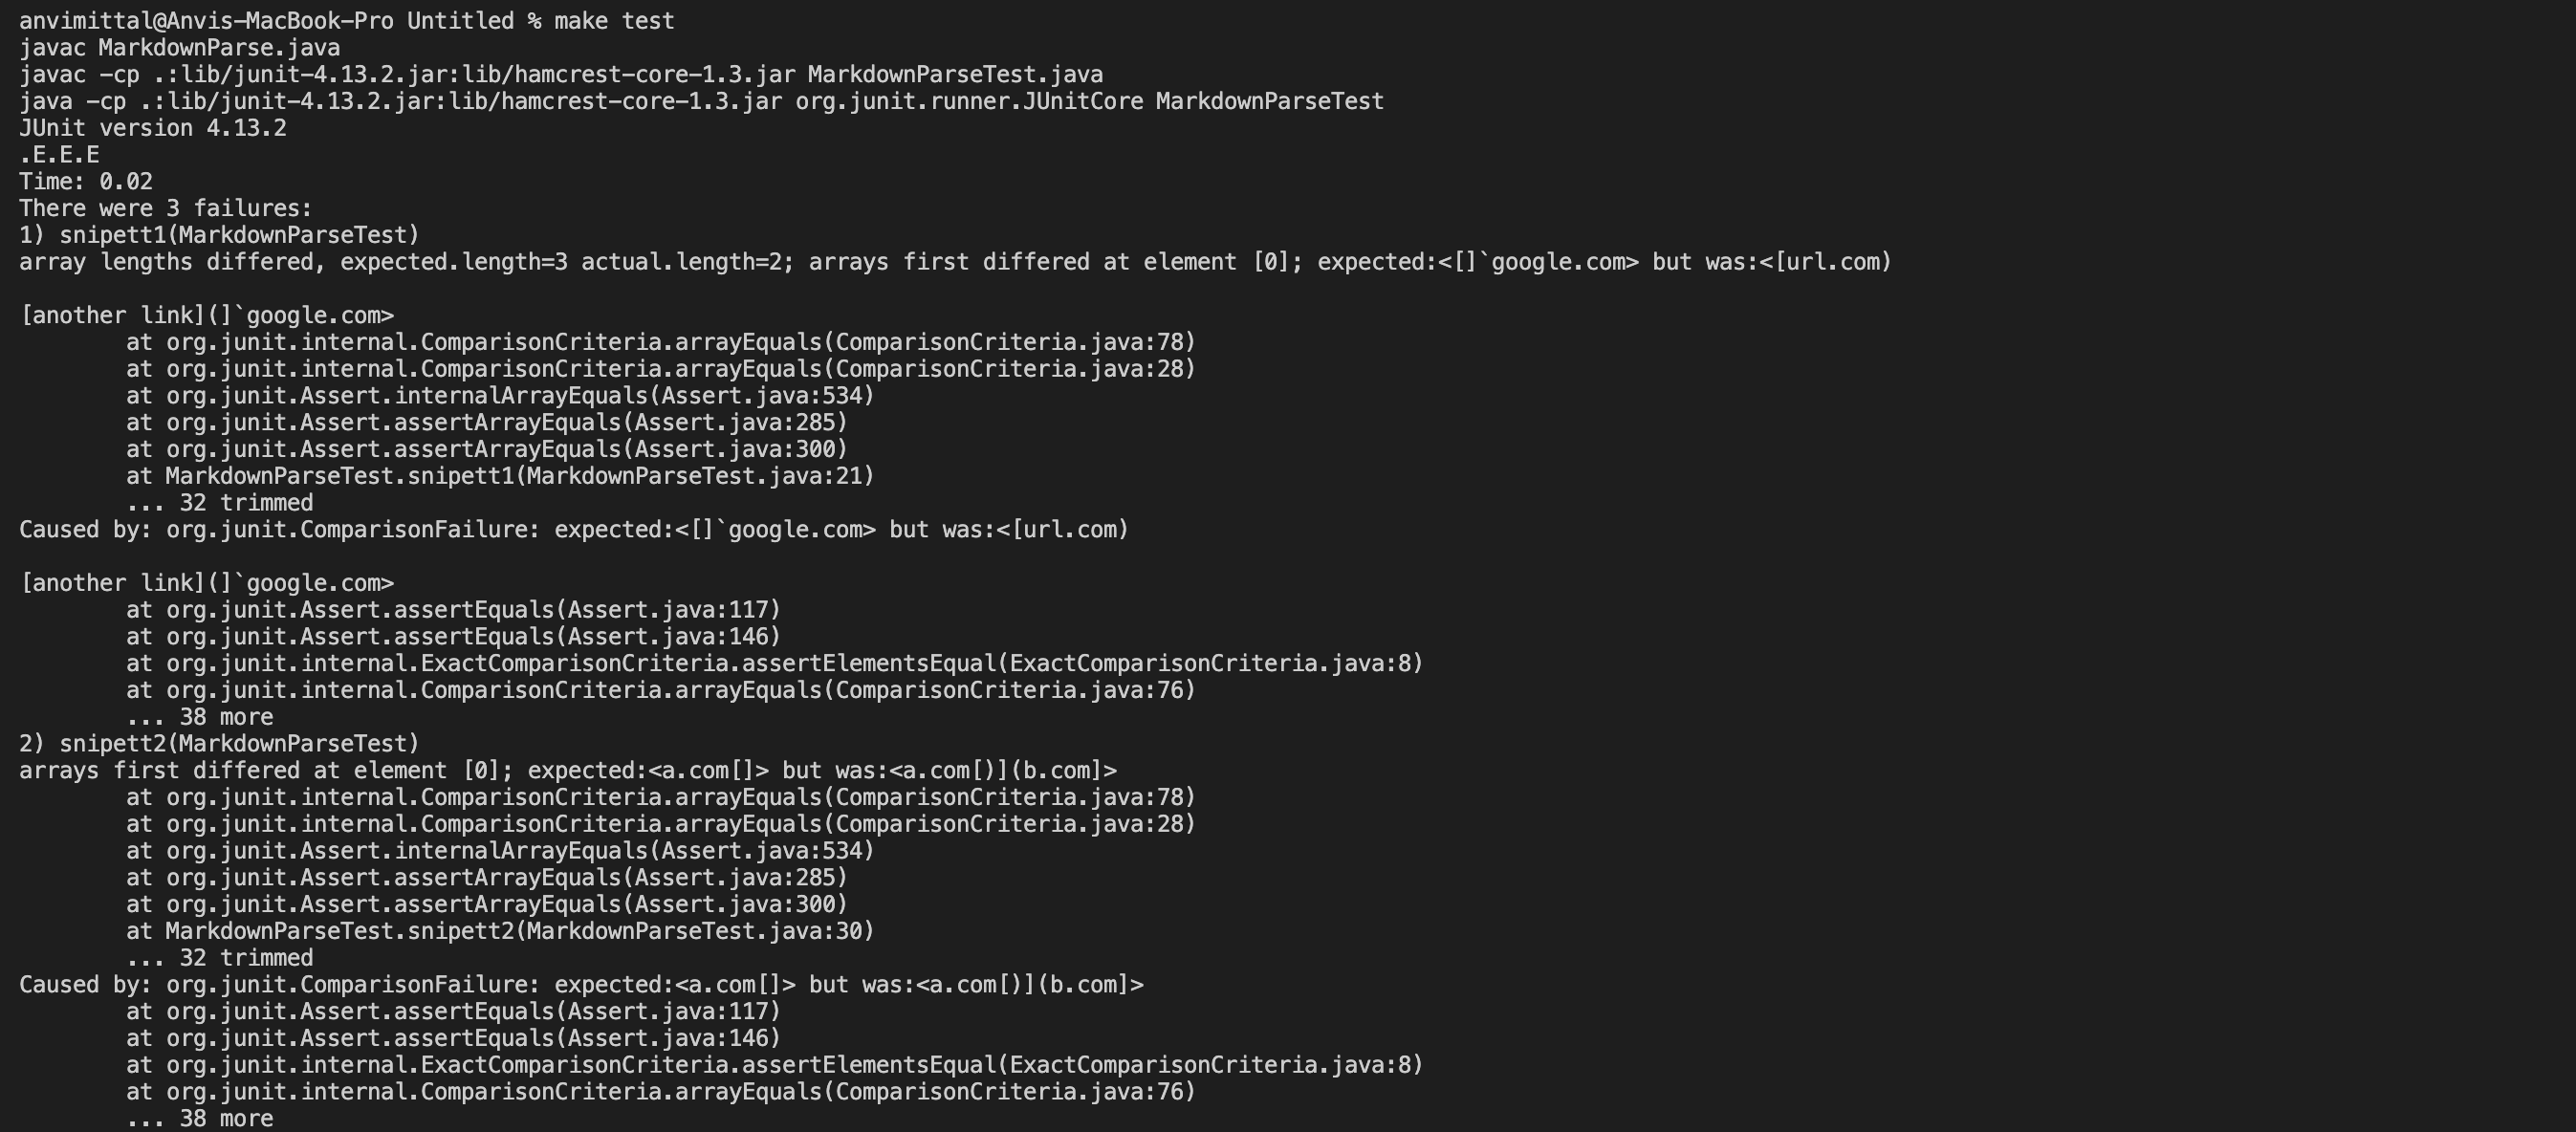 anvimittal@Anvis-MacBook-Pro Untitled % make test
javac MarkdownParse.java
javac -cp .:lib/junit-4.13.2.jar:lib/hamcrest-core-1.3.jar MarkdownParseTest.java
java -cp .:lib/junit-4.13.2.jar:lib/hamcrest-core-1.3.jar org.junit.runner.JUnitCore MarkdownParseTest
JUnit version 4.13.2
.E.E.E
Time: 0.02
There were 3 failures:
1) snipett1(MarkdownParseTest)
array lengths differed, expected.length=3 actual.length=2; arrays first differed at element [0]; expected:<[]`google.com> but was:<[url.com)

[another link](]`google.com>
        at org.junit.internal.ComparisonCriteria.arrayEquals(ComparisonCriteria.java:78)
        at org.junit.internal.ComparisonCriteria.arrayEquals(ComparisonCriteria.java:28)
        at org.junit.Assert.internalArrayEquals(Assert.java:534)
        at org.junit.Assert.assertArrayEquals(Assert.java:285)
        at org.junit.Assert.assertArrayEquals(Assert.java:300)
        at MarkdownParseTest.snipett1(MarkdownParseTest.java:21)
        ... 32 trimmed
Caused by: org.junit.ComparisonFailure: expected:<[]`google.com> but was:<[url.com)

[another link](]`google.com>
        at org.junit.Assert.assertEquals(Assert.java:117)
        at org.junit.Assert.assertEquals(Assert.java:146)
        at org.junit.internal.ExactComparisonCriteria.assertElementsEqual(ExactComparisonCriteria.java:8)
        at org.junit.internal.ComparisonCriteria.arrayEquals(ComparisonCriteria.java:76)
        ... 38 more
2) snipett2(MarkdownParseTest)
arrays first differed at element [0]; expected:<a.com[]> but was:<a.com[)](b.com]>
        at org.junit.internal.ComparisonCriteria.arrayEquals(ComparisonCriteria.java:78)
        at org.junit.internal.ComparisonCriteria.arrayEquals(ComparisonCriteria.java:28)
        at org.junit.Assert.internalArrayEquals(Assert.java:534)
        at org.junit.Assert.assertArrayEquals(Assert.java:285)
        at org.junit.Assert.assertArrayEquals(Assert.java:300)
        at MarkdownParseTest.snipett2(MarkdownParseTest.java:30)
        ... 32 trimmed
Caused by: org.junit.ComparisonFailure: expected:<a.com[]> but was:<a.com[)](b.com]>
        at org.junit.Assert.assertEquals(Assert.java:117)
        at org.junit.Assert.assertEquals(Assert.java:146)
        at org.junit.internal.ExactComparisonCriteria.assertElementsEqual(ExactComparisonCriteria.java:8)
        at org.junit.internal.ComparisonCriteria.arrayEquals(ComparisonCriteria.java:76)
        ... 38 more